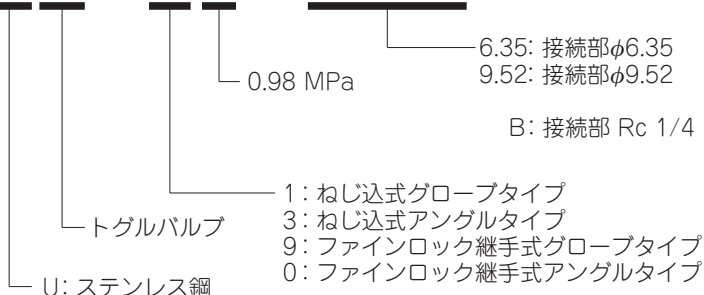 6.35: 接続部φ6.35
9.52: 接続部φ9.52
0.98 MPa
B: 接続部 Rc 1/4
1：ねじ込式グローブタイプ
3：ねじ込式アングルタイプ
トグルバルブ
9：ファインロック継手式グローブタイプ
0：ファインロック継手式アングルタイプ
U: ステンレス鋼